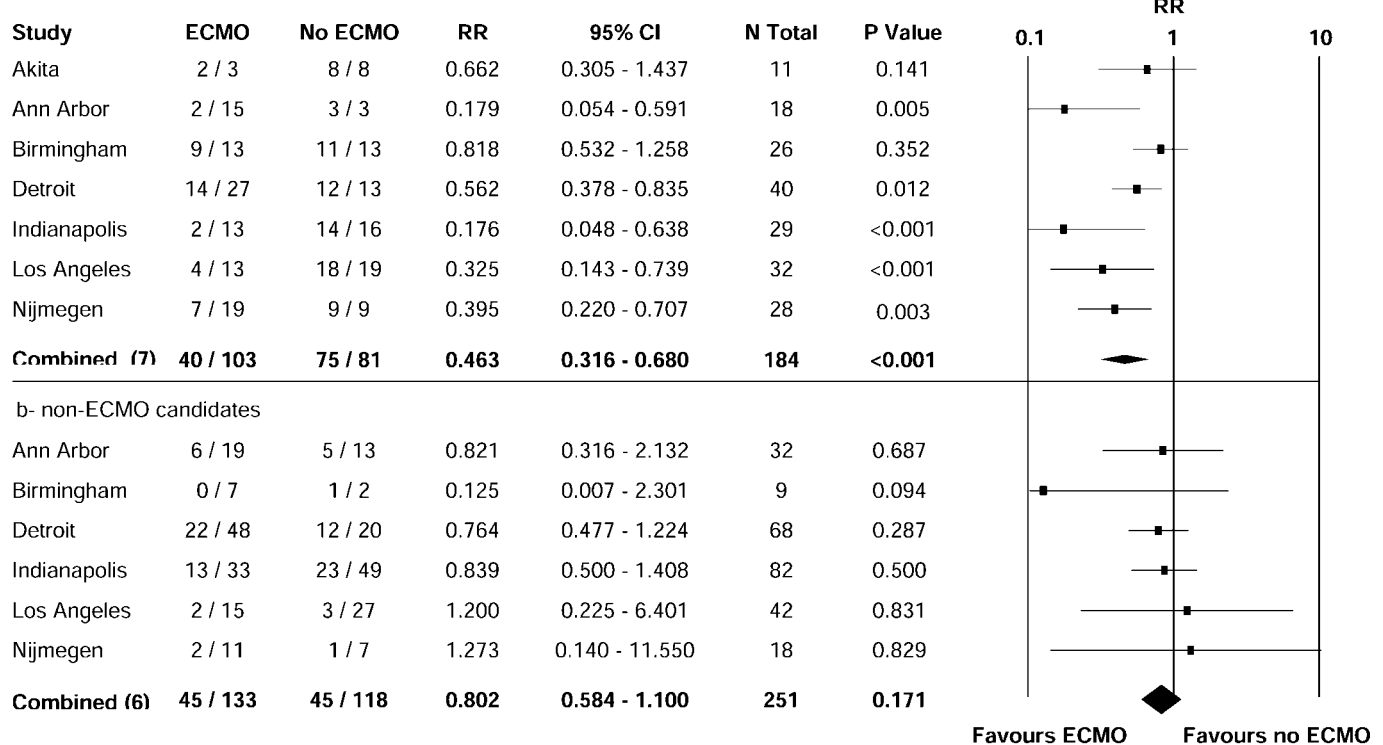 RR
Study ECMO No ECMO RR 95% CI N Total P Value 0.1 1 10
Akita 2 / 3 8 / 8 0.662 0.305 - 1.437 11 0.141
Ann Arbor 2 / 15 3 / 3 0.179 0.054 - 0.591 18 0.005
Birmingham 9 / 13 11 / 13 0.818 0.532 - 1.258 26 0.352
Detroit 14 / 27 12 / 13 0.562 0.378 - 0.835 40 0.012
Indianapolis 2 / 13 14 / 16 0.176 0.048 - 0.638 29 <0.001
Los Angeles 4 / 13 18 / 19 0.325 0.143 - 0.739 32 <0.001
Nijmegen 7 / 19 9 / 9 0.395 0.220 - 0.707 28 0.003
Combined (7) 40 / 103 75 / 81 0.463 0.316 - 0.680 184 <0.001
b- non-ECMO candidates
Ann Arbor 6 / 19 5 / 13 0.821 0.316 - 2.132 32 0.687
Birmingham 0 / 7 1 / 2 0.125 0.007 - 2.301 9 0.094
Detroit 22 / 48 12 / 20 0.764 0.477 - 1.224 68 0.287
Indianapolis 13 / 33 23 / 49 0.839 0.500 - 1.408 82 0.500
Los Angeles 2 / 15 3 / 27 1.200 0.225 - 6.401 42 0.831
Nijmegen 2 / 11 1 / 7 1.273 0.140 - 11.550 18 0.829
Combined (6) 45 / 133 45 / 118 0.802 0.584 - 1.100 251 0.171
Favours ECMO Favours no ECMO